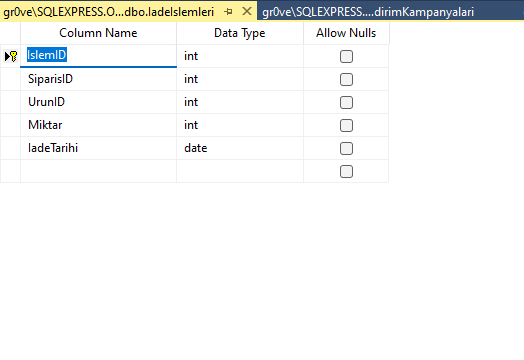 gr0ve\SQLEXPRESS.O...dbo.IadeIslemleri gr0ve\SQLEXPRESS....dirimKampanyalari
Column Name Data Type Allow Nulls
IslemID int
SiparisID int
UrunID int
Miktar int
IadeTarihi date